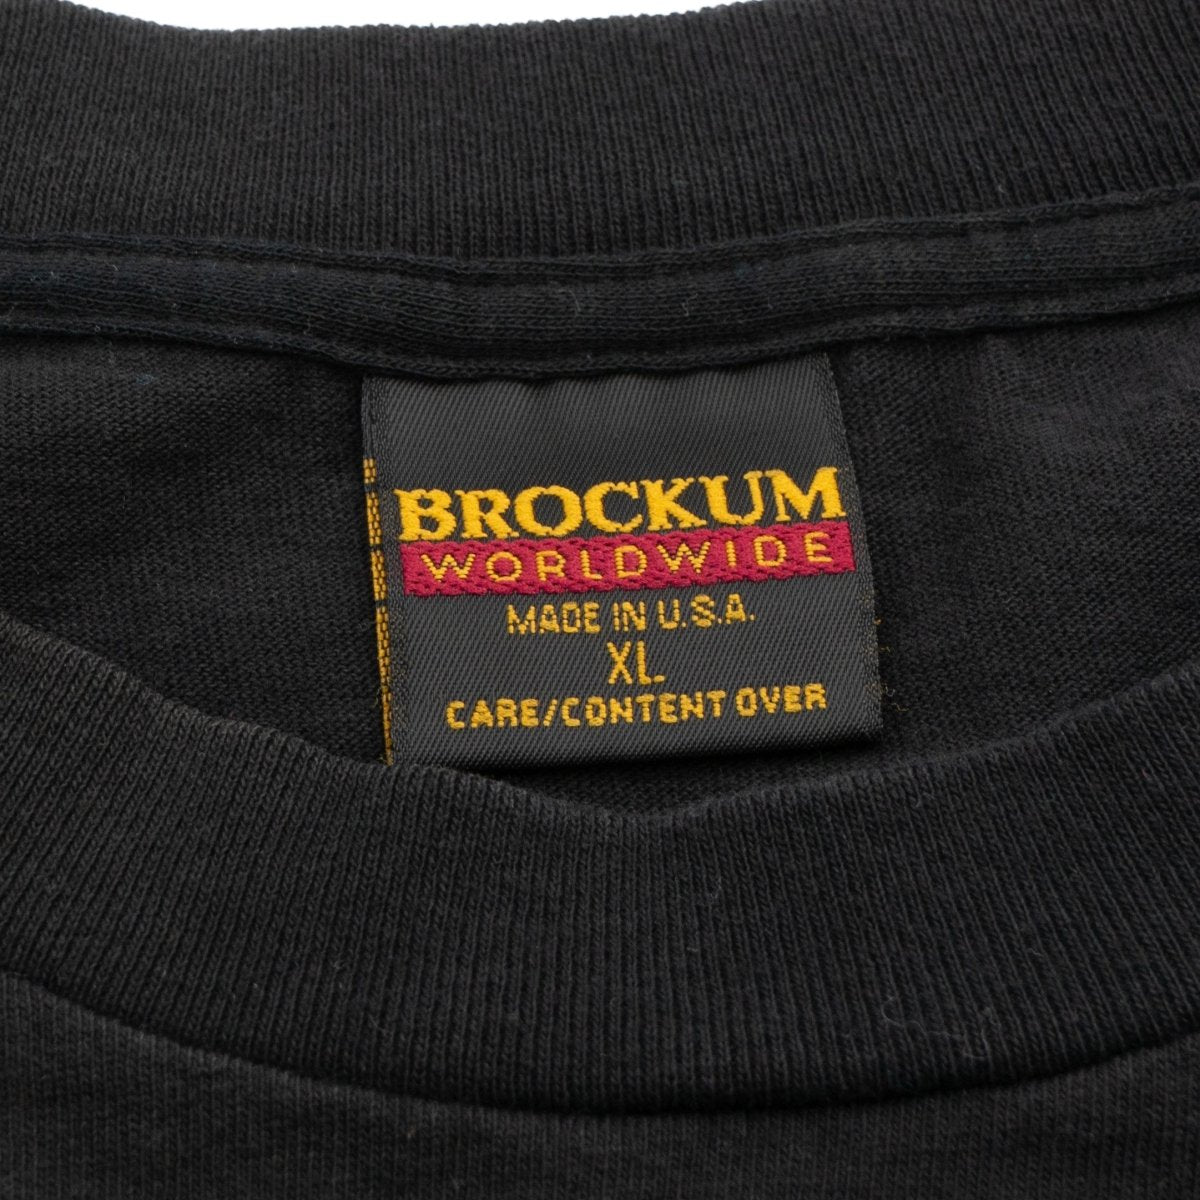 BROCKUM
WORLDWIDE
MADE IN U.S.A.
XL
CARE/CONTENT OVER